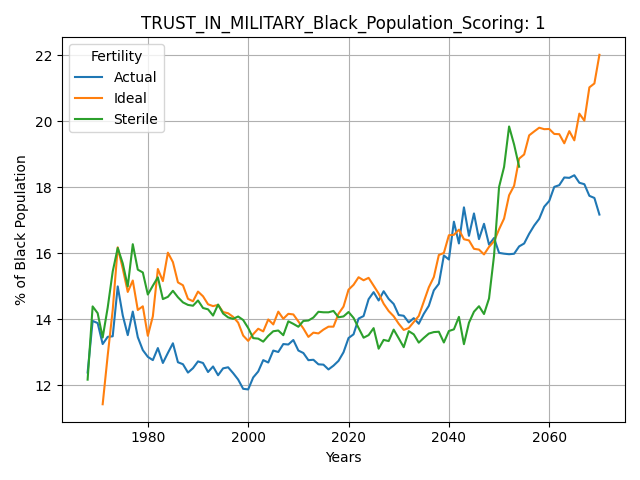 TRUST_IN_MILITARY_Black_Population_Scoring: 1
Fertility
Actual
Ideal
Sterile
% of Black Population
22
20
18
16
14
12
1980 2000 2020 2040 2060
Years